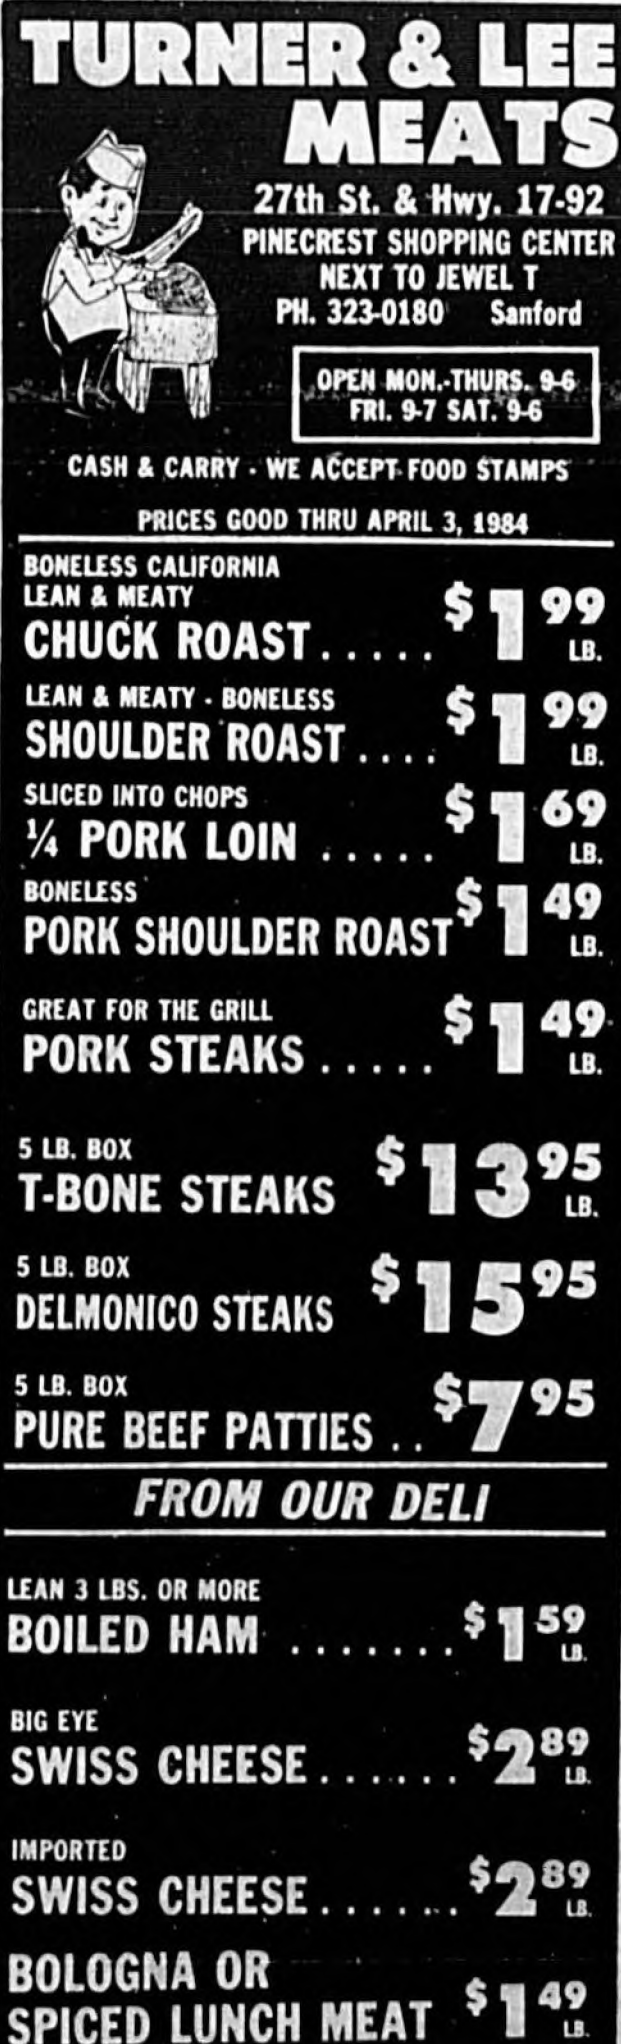 TURNER & LEE
MEATS
27th St. & Hwy. 17-92
PINECREST SHOPPING CENTER
NEXT TO JEWEL T
PH. 323-0180 Sanford
OPEN MON.-THURS. 9-6
FRI. 9-7 SAT. 9-6
CASH & CARRY - WE ACCEPT FOOD STAMPS
PRICES GOOD THRU APRIL 3, 1984
BONELESS CALIFORNIA
LEAN & MEATY
CHUCK ROAST..... $1 99 LB.
LEAN & MEATY - BONELESS
SHOULDER ROAST.... $1 99 LB.
SLICED INTO CHOPS
¼ PORK LOIN ..... $1 69 LB.
BONELESS
PORK SHOULDER ROAST $1 49 LB.
GREAT FOR THE GRILL
PORK STEAKS ..... $1 49 LB.
5 LB. BOX
T-BONE STEAKS $13 95 LB.
5 LB. BOX
DELMONICO STEAKS $15 95
5 LB. BOX
PURE BEEF PATTIES .. $7 95
FROM OUR DELI
LEAN 3 LBS. OR MORE
BOILED HAM ....... $1 59 LB.
BIG EYE
SWISS CHEESE...... $2 89 LB.
IMPORTED
SWISS CHEESE...... $2 89 LB.
BOLOGNA OR
SPICED LUNCH MEAT $1 49 LB.